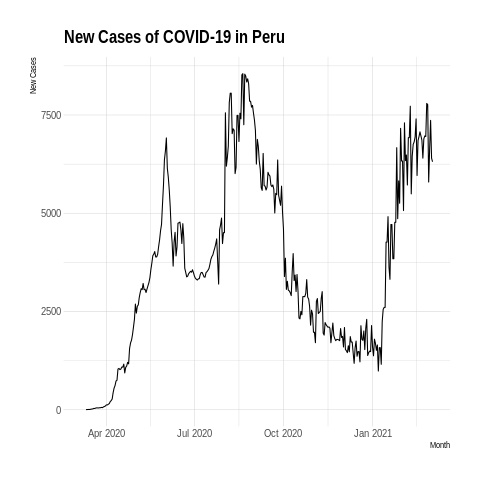 New Cases of COVID-19 in Peru
New Cases
7500
5000
2500
0
Apr 2020 Jul 2020 Oct 2020 Jan 2021
Month